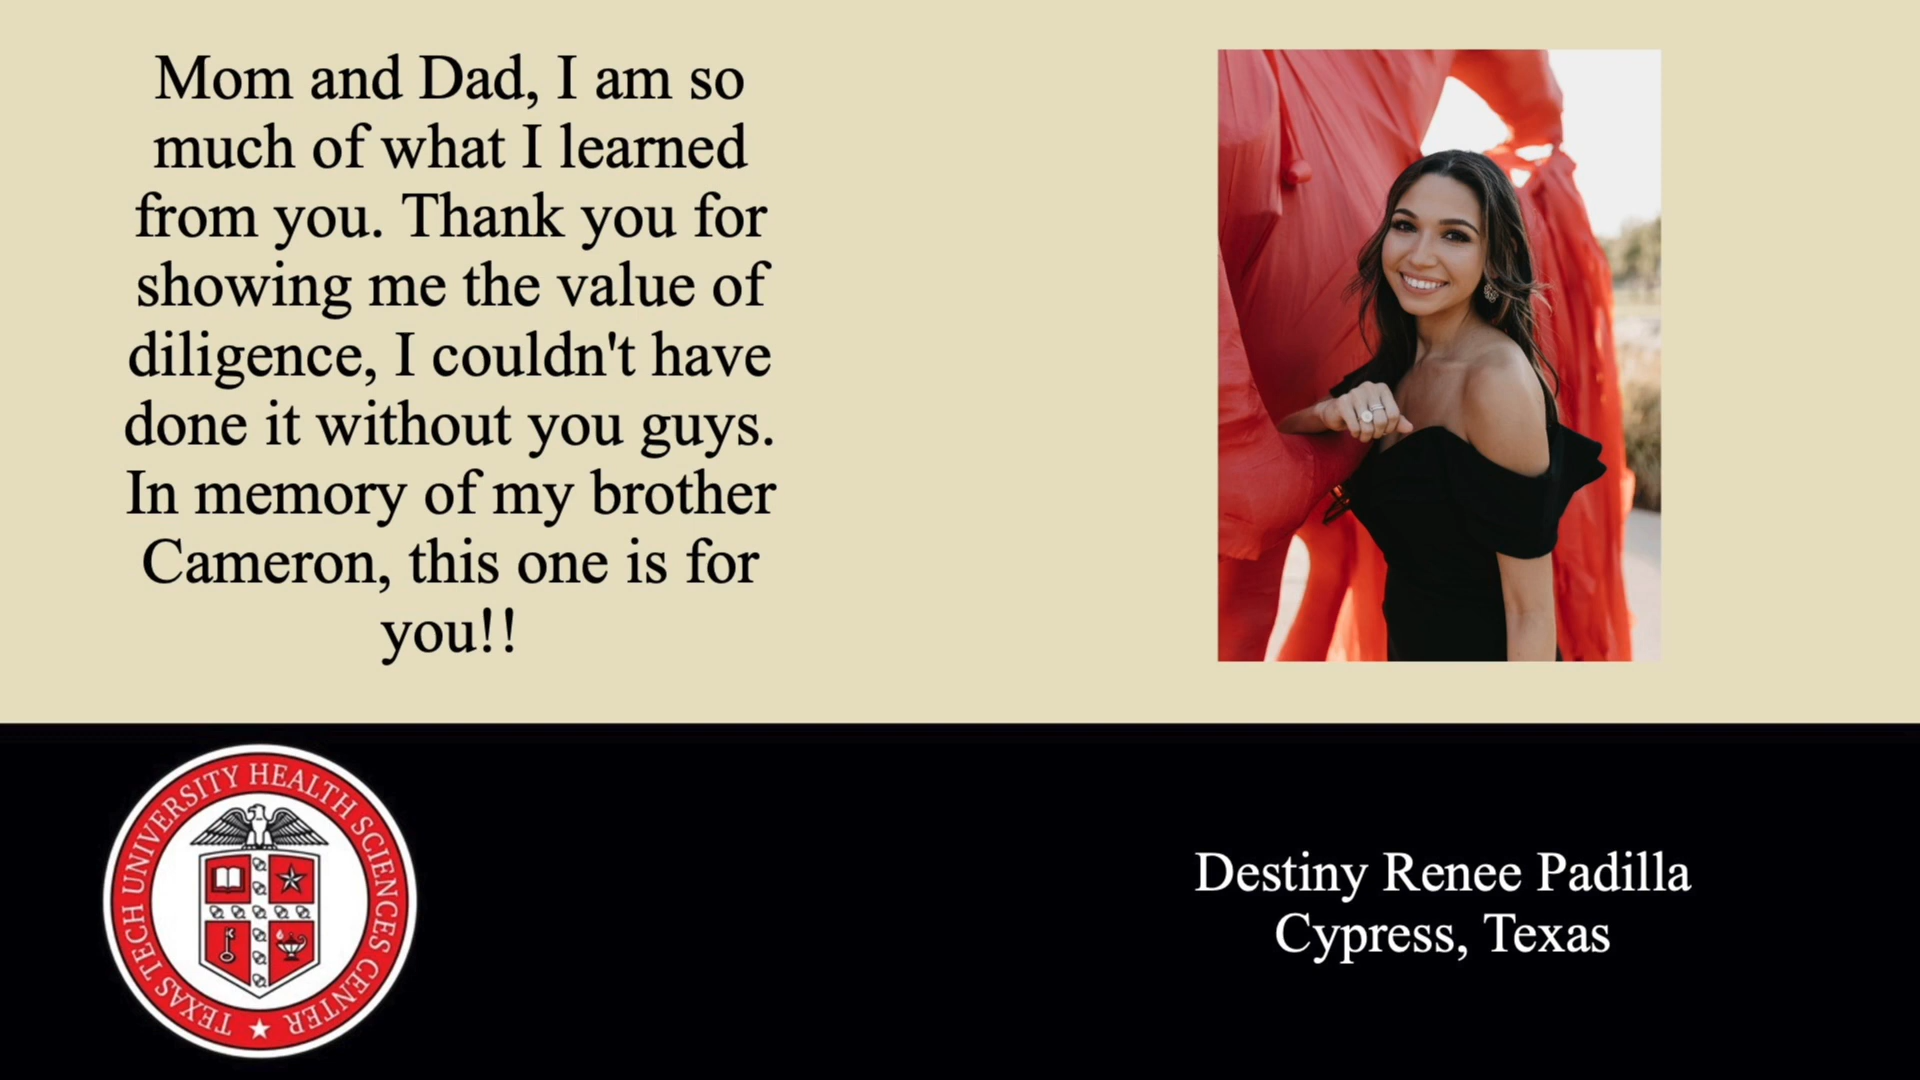 Mom and Dad, I am so
much of what I learned
from you. Thank you for
showing me the value of
diligence, I couldn't have
done it without you guys.
In memory of my brother
Cameron, this one is for
you!!
TEXAS TECH UNIVERSITY HEALTH SCIENCES CENTER
Destiny Renee Padilla
Cypress, Texas